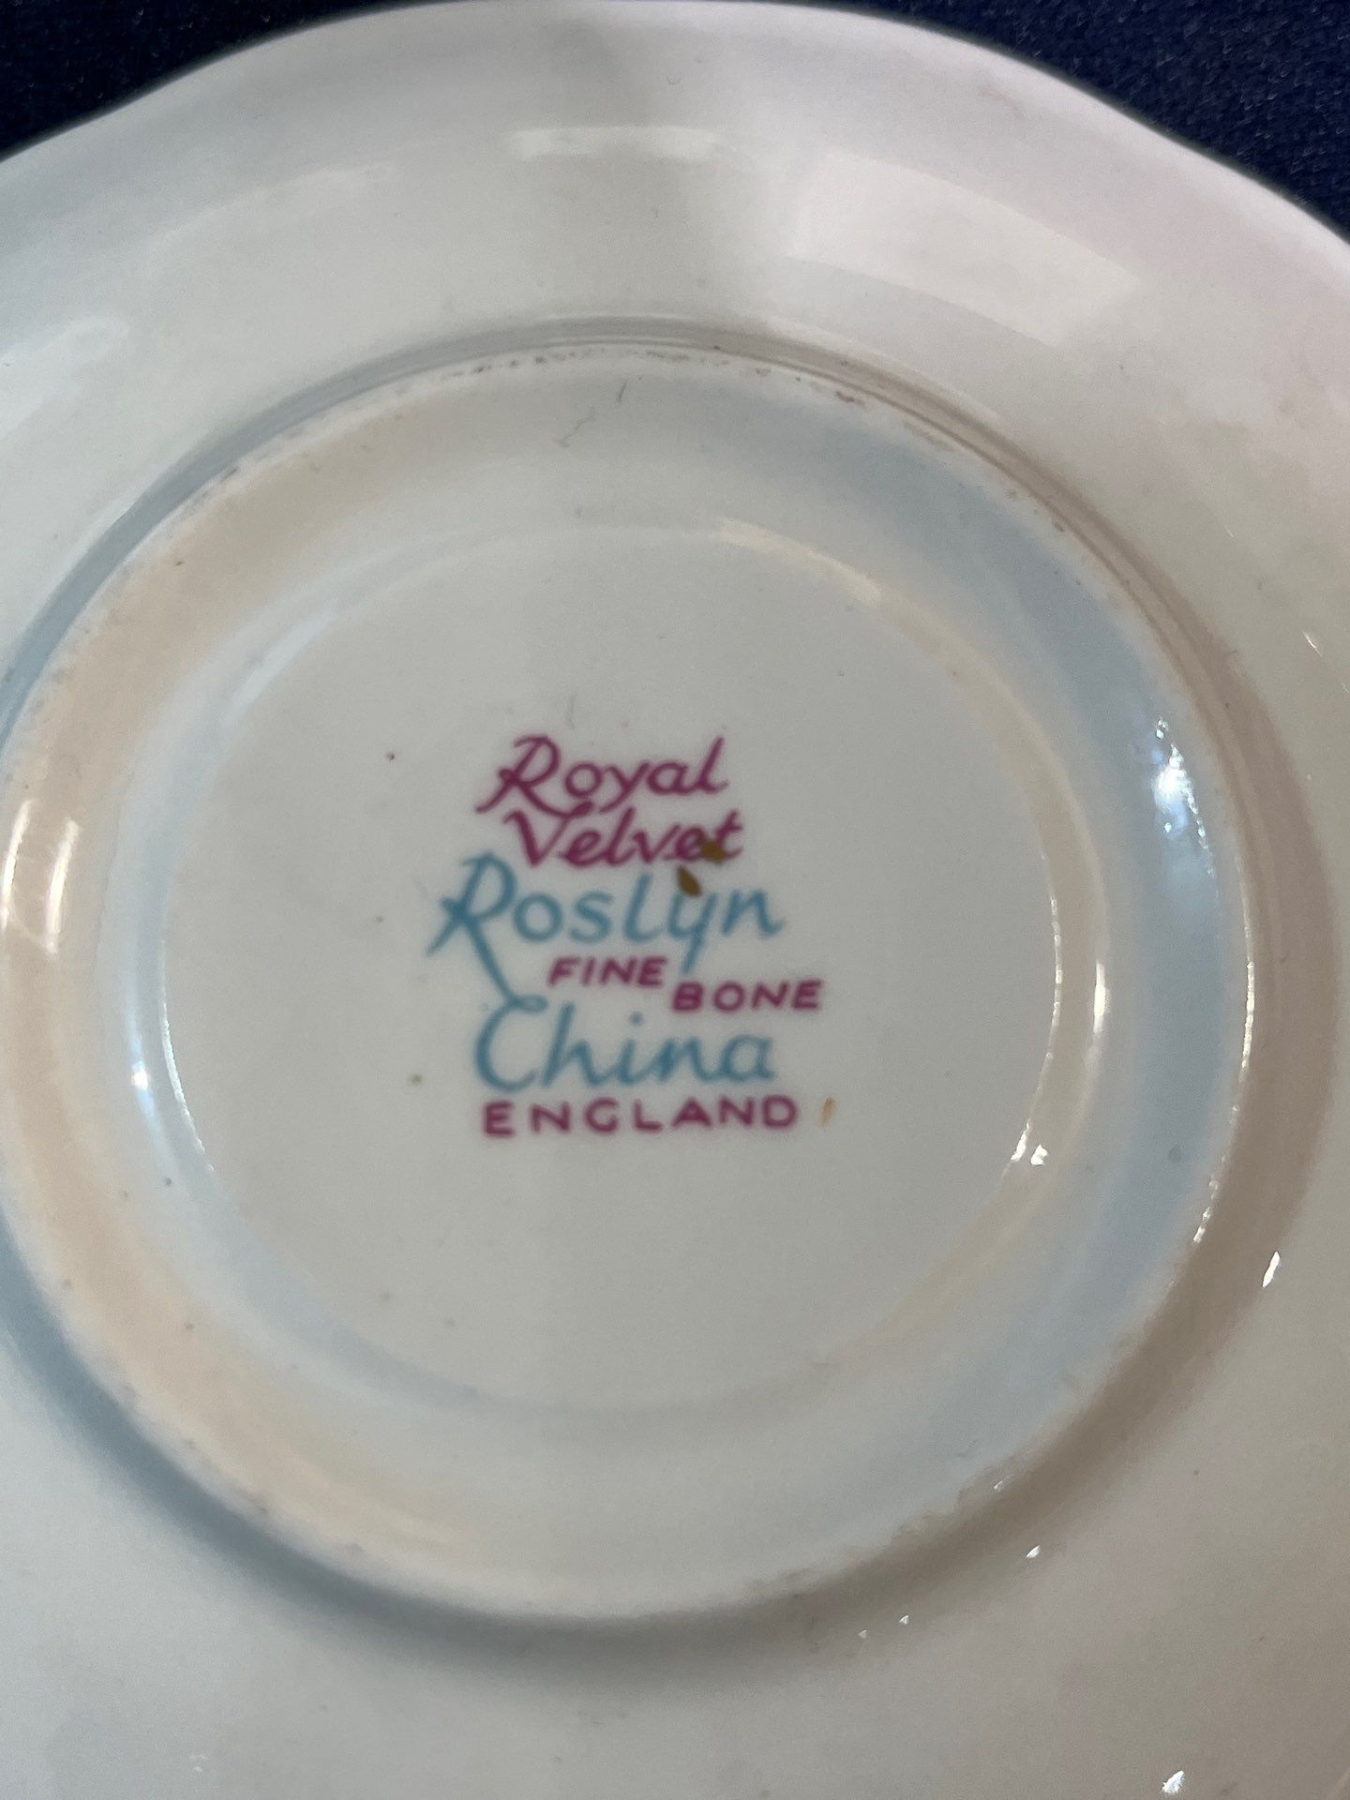 Royal
Velvet
Roslyn
FINE BONE
China
ENGLAND